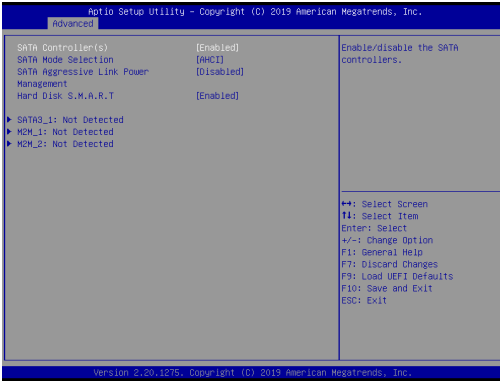 Aptio Setup Utility - Copyright (C) 2019 American Megatrends, Inc.
Advanced
SATA Controller(s) [Enabled]
SATA Mode Selection [AHCI]
SATA Aggressive Link Power [Disabled]
Management
Hard Disk S.M.A.R.T [Enabled]
SATA3_1: Not Detected
M2M_1: Not Detected
M2M_2: Not Detected
Enable/disable the SATA
controllers.
↔: Select Screen
↑↓: Select Item
Enter: Select
+/-: Change Option
F1: General Help
F7: Discard Changes
F9: Load UEFI Defaults
F10: Save and Exit
ESC: Exit
Version 2.20.1275. Copyright (C) 2019 American Megatrends, Inc.